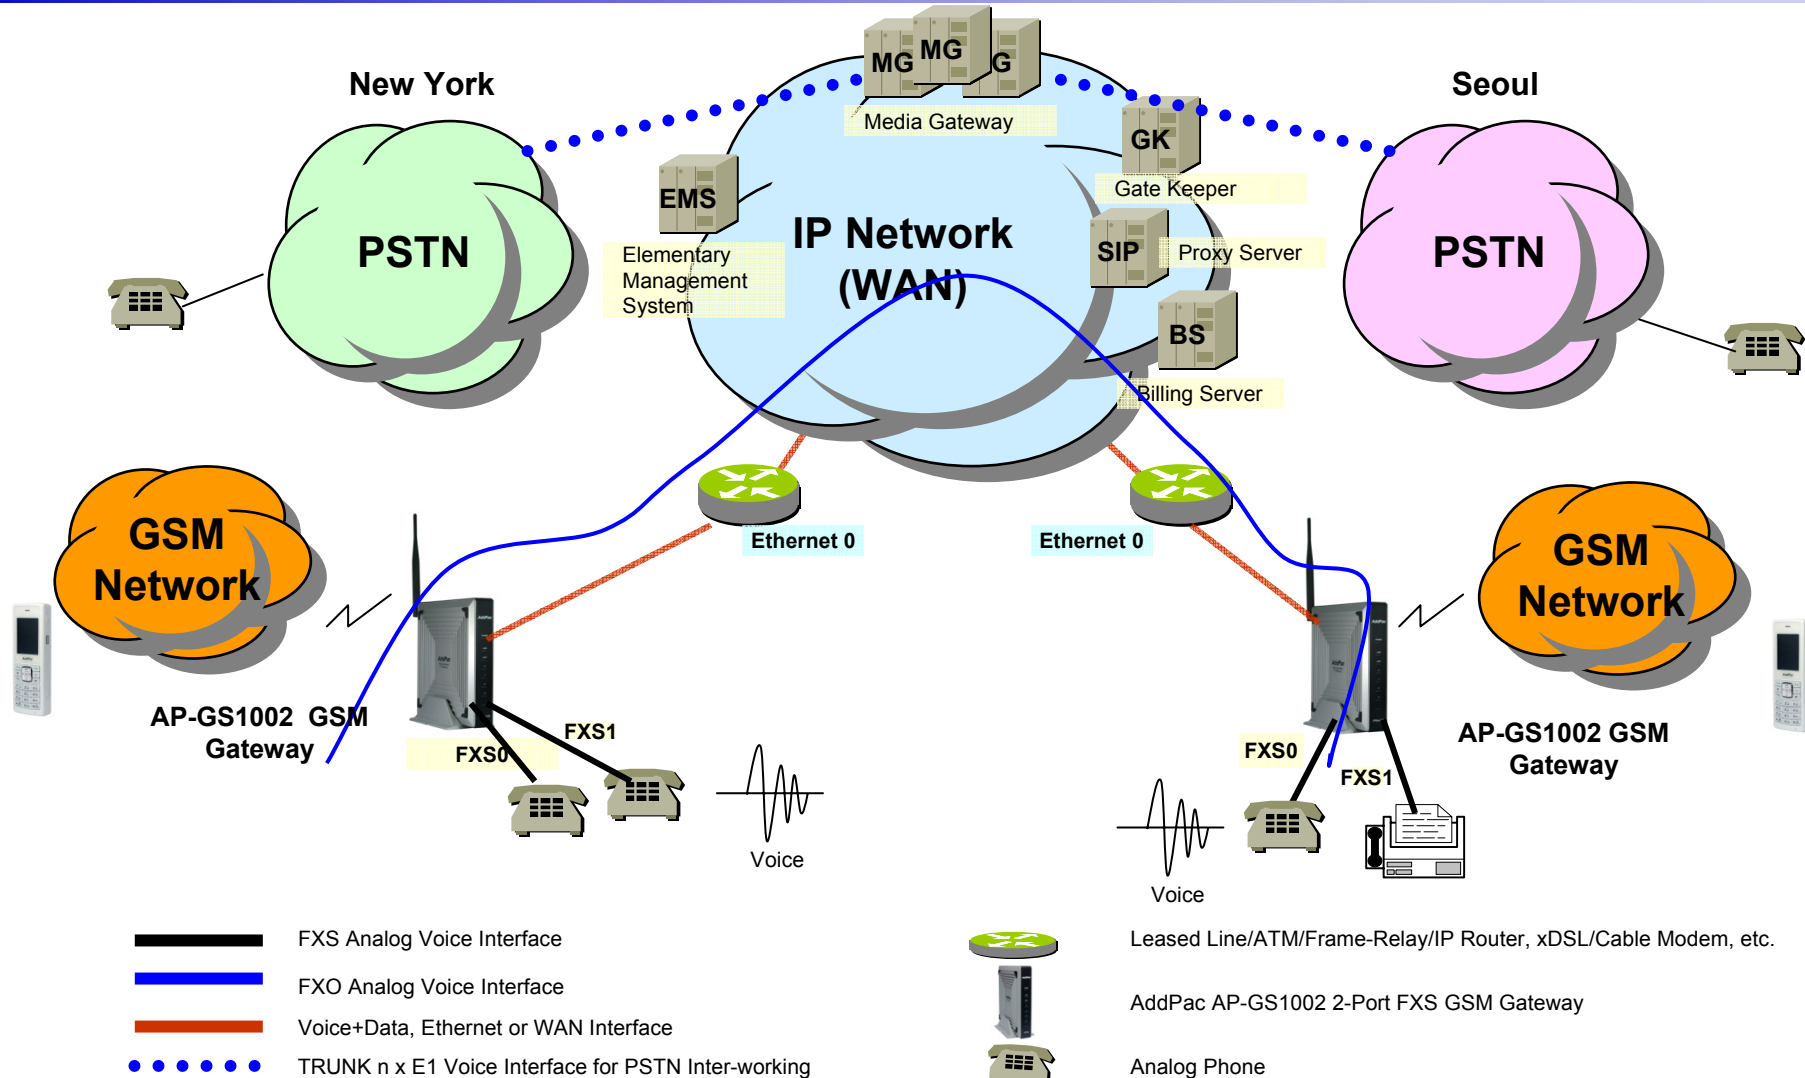 New York
Seoul
MG
MG
G
Media Gateway
GK
Gate Keeper
EMS
Elementary
Management
System
IP Network
(WAN)
SIP
Proxy Server
BS
Billing Server
PSTN
PSTN
GSM
Network
GSM
Network
Ethernet 0
Ethernet 0
AP-GS1002 GSM
Gateway
AP-GS1002 GSM
Gateway
FXS0
FXS1
FXS0
FXS1
Voice
Voice
FXS Analog Voice Interface
FXO Analog Voice Interface
Voice+Data, Ethernet or WAN Interface
TRUNK n x E1 Voice Interface for PSTN Inter-working
Leased Line/ATM/Frame-Relay/IP Router, xDSL/Cable Modem, etc.
AddPac AP-GS1002 2-Port FXS GSM Gateway
Analog Phone